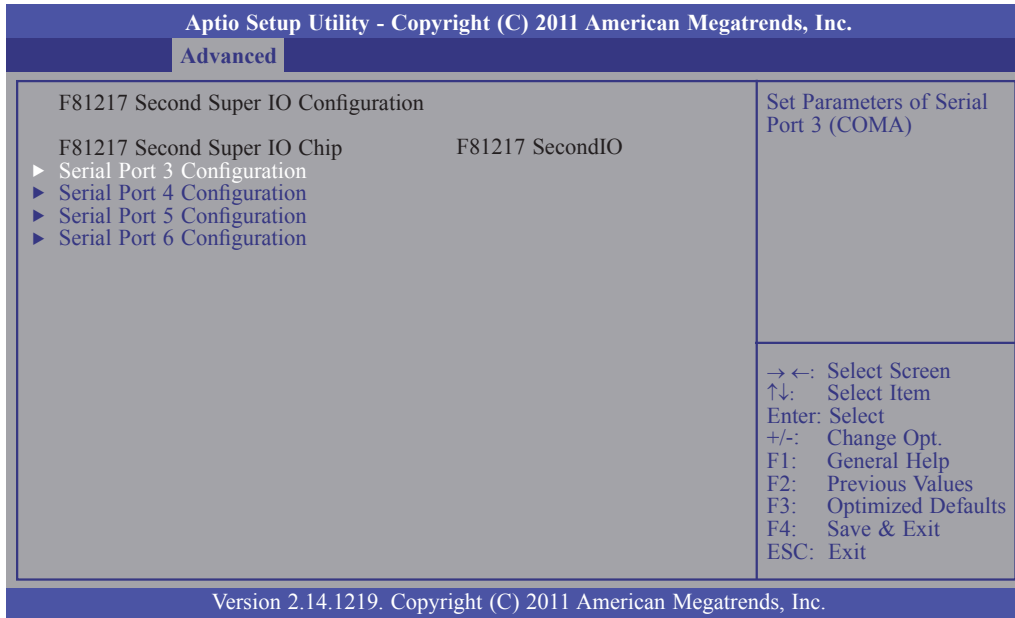 Aptio Setup Utility - Copyright (C) 2011 American Megatrends, Inc.
Advanced
F81217 Second Super IO Configuration
F81217 Second Super IO Chip F81217 SecondIO
► Serial Port 3 Configuration
► Serial Port 4 Configuration
► Serial Port 5 Configuration
► Serial Port 6 Configuration
Set Parameters of Serial
Port 3 (COMA)
→ ←: Select Screen
↑↓: Select Item
Enter: Select
+/-: Change Opt.
F1: General Help
F2: Previous Values
F3: Optimized Defaults
F4: Save & Exit
ESC: Exit
Version 2.14.1219. Copyright (C) 2011 American Megatrends, Inc.